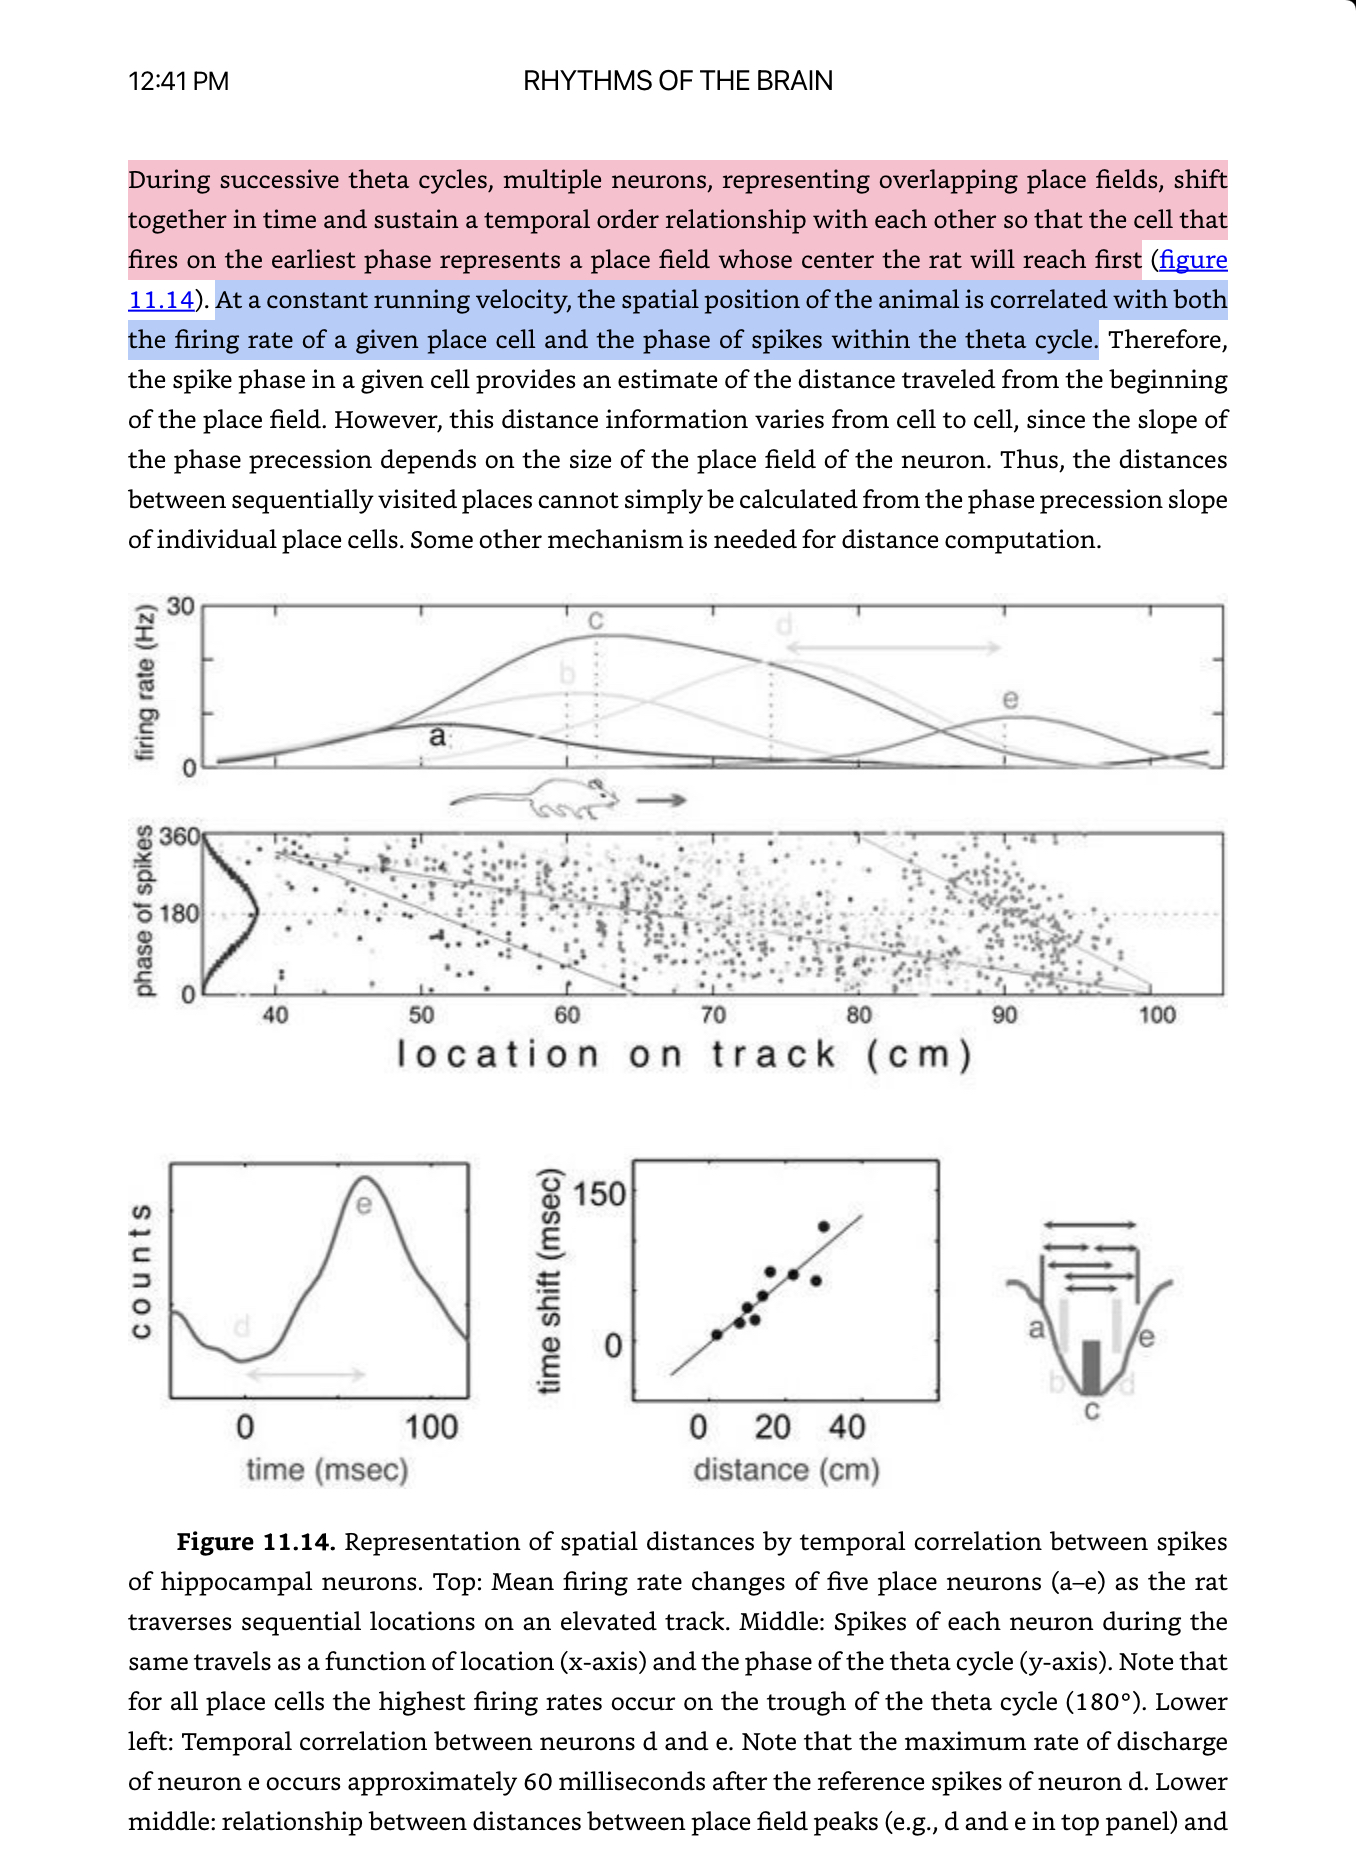 12:41 PM
RHYTHMS OF THE BRAIN
During successive theta cycles, multiple neurons, representing overlapping place fields, shift
together in time and sustain a temporal order relationship with each other so that the cell that
fires on the earliest phase represents a place field whose center the rat will reach first (figure
11.14). At a constant running velocity, the spatial position of the animal is correlated with both
the firing rate of a given place cell and the phase of spikes within the theta cycle. Therefore,
the spike phase in a given cell provides an estimate of the distance traveled from the beginning
of the place field. However, this distance information varies from cell to cell, since the slope of
the phase precession depends on the size of the place field of the neuron. Thus, the distances
between sequentially visited places cannot simply be calculated from the phase precession slope
of individual place cells. Some other mechanism is needed for distance computation.
firing rate (Hz)
30
0
a
b
c
d
e
phase of spikes
360
180
0
40 50 60 70 80 90 100
location on track (cm)
counts
d
e
0 100
time (msec)
time shift (msec)
150
0
0 20 40
distance (cm)
a
e
b
d
c
Figure 11.14. Representation of spatial distances by temporal correlation between spikes
of hippocampal neurons. Top: Mean firing rate changes of five place neurons (a–e) as the rat
traverses sequential locations on an elevated track. Middle: Spikes of each neuron during the
same travels as a function of location (x-axis) and the phase of the theta cycle (y-axis). Note that
for all place cells the highest firing rates occur on the trough of the theta cycle (180°). Lower
left: Temporal correlation between neurons d and e. Note that the maximum rate of discharge
of neuron e occurs approximately 60 milliseconds after the reference spikes of neuron d. Lower
middle: relationship between distances between place field peaks (e.g., d and e in top panel) and